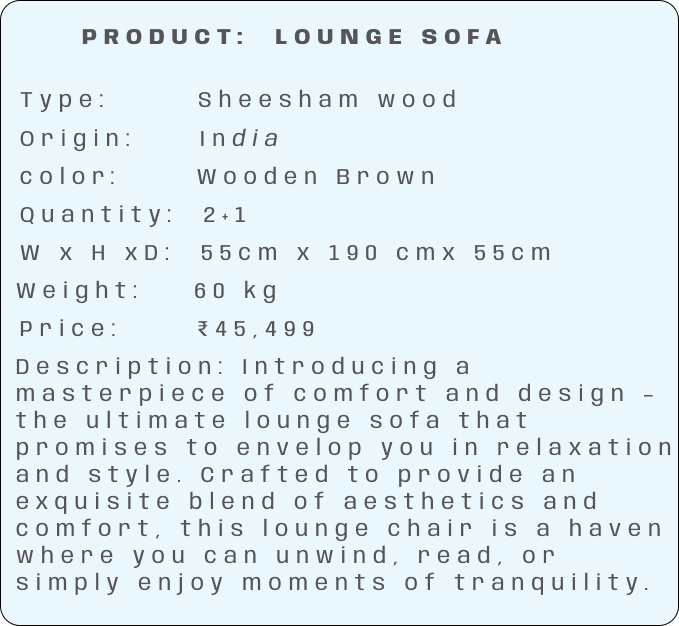 PRODUCT: LOUNGE SOFA
Type: Sheesham wood
Origin: India
color: Wooden Brown
Quantity: 2+1
W x H xD: 55cm x 190 cmx 55cm
Weight: 60 kg
Price: ₹45,499
Description: Introducing a
masterpiece of comfort and design –
the ultimate lounge sofa that
promises to envelop you in relaxation
and style. Crafted to provide an
exquisite blend of aesthetics and
comfort, this lounge chair is a haven
where you can unwind, read, or
simply enjoy moments of tranquility.